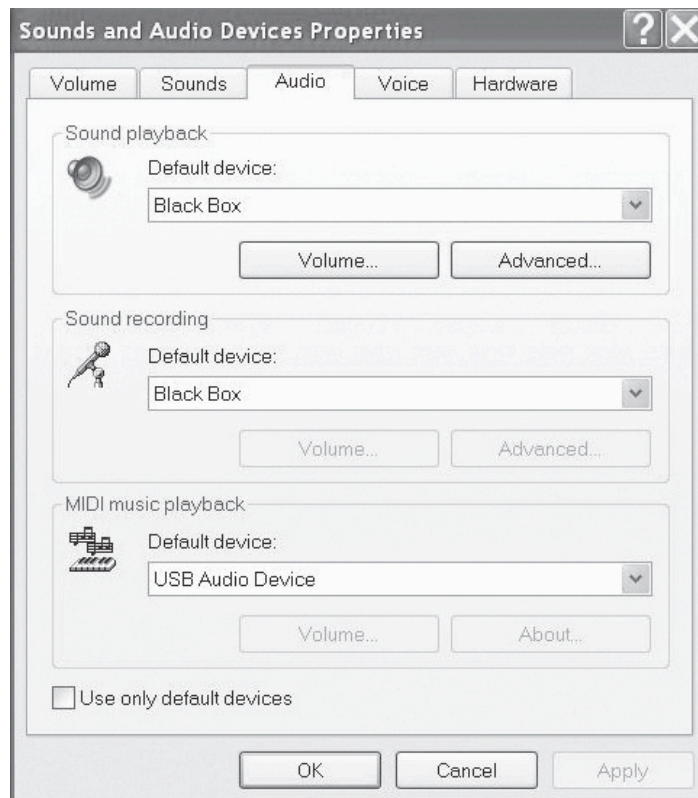 Sounds and Audio Devices Properties
?
Volume Sounds Audio Voice Hardware
Sound playback
Default device:
Black Box
Volume... Advanced...
Sound recording
Default device:
Black Box
Volume... Advanced...
MIDI music playback
Default device:
USB Audio Device
Volume... About...
Use only default devices
OK Cancel Apply